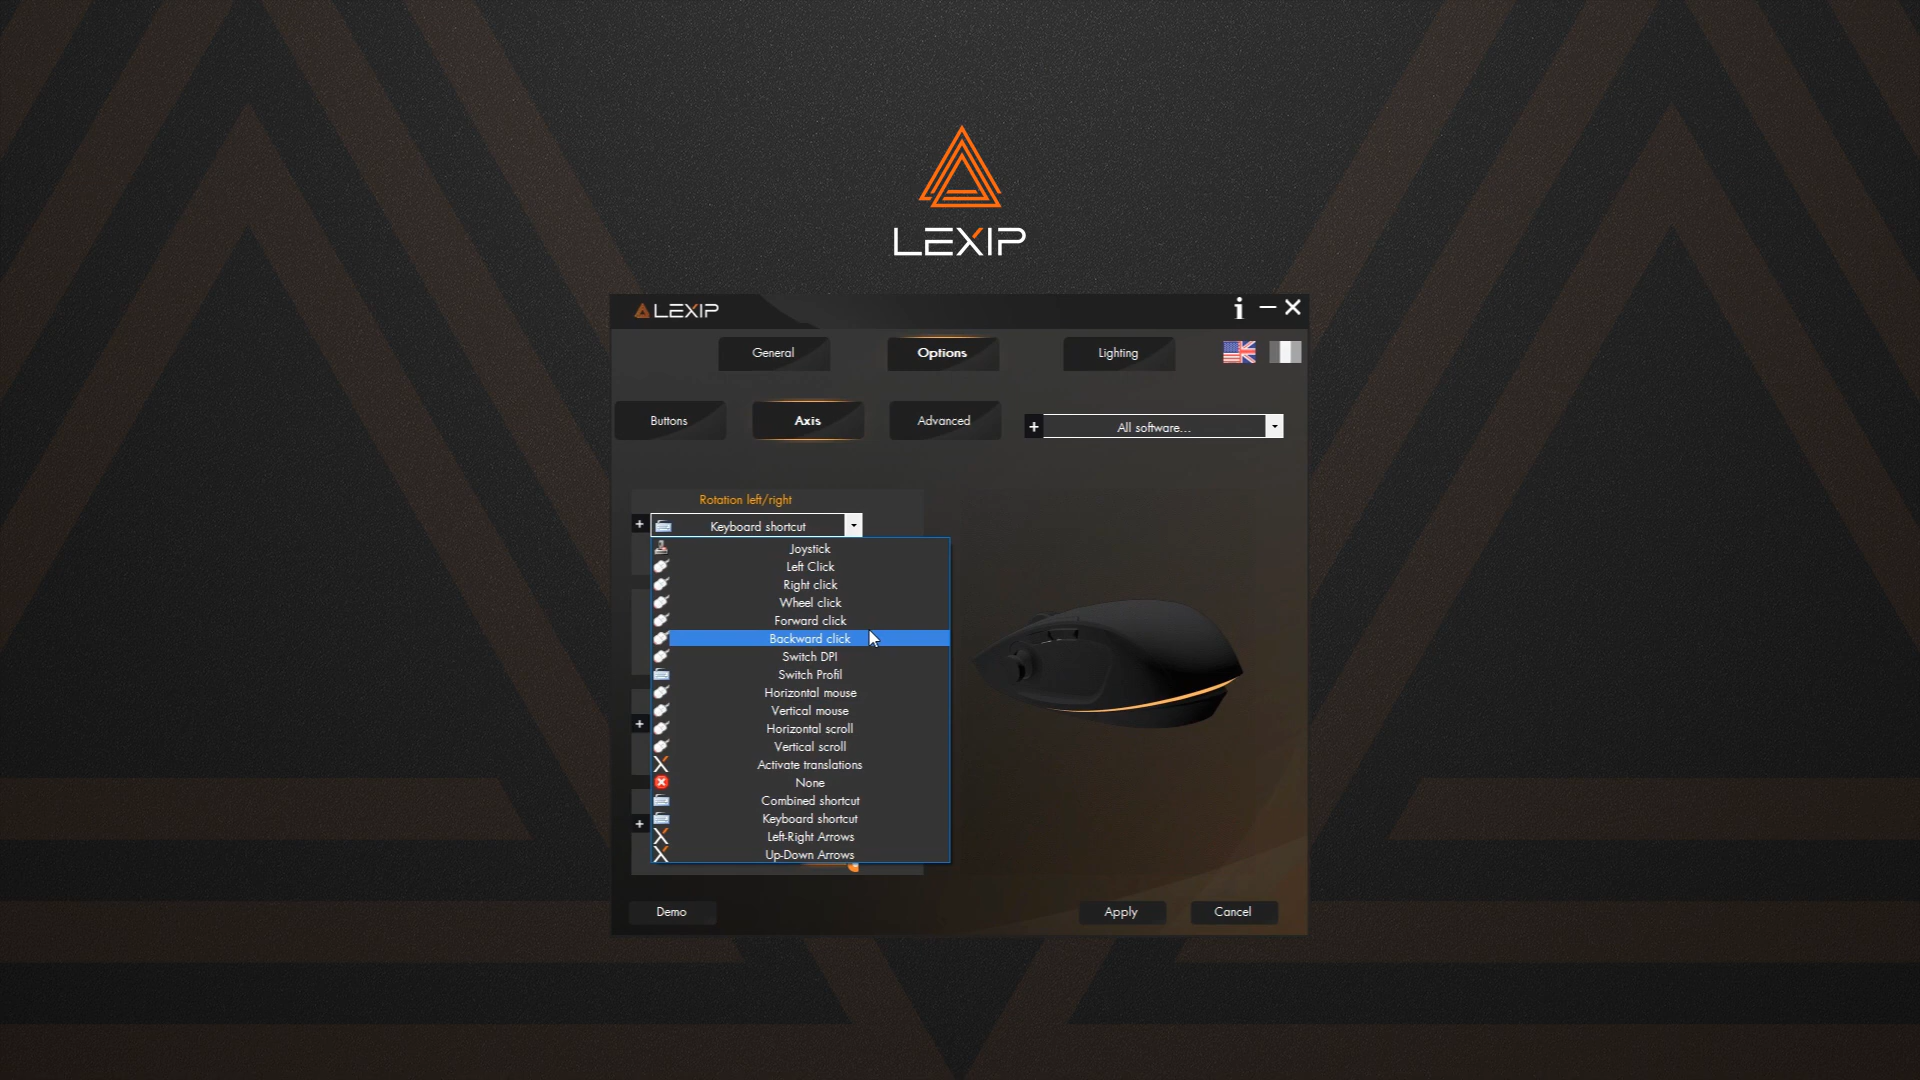 LEXIP
LEXIP
General
Options
Lighting
Buttons
Axis
Advanced
All software...
Rotation left/right
Keyboard shortcut
Joystick
Left Click
Right click
Wheel click
Forward click
Backward click
Switch DPI
Switch Profil
Horizontal mouse
Vertical mouse
Horizontal scroll
Vertical scroll
Activate translations
None
Combined shortcut
Keyboard shortcut
Left-Right Arrows
Up-Down Arrows
Demo
Apply
Cancel